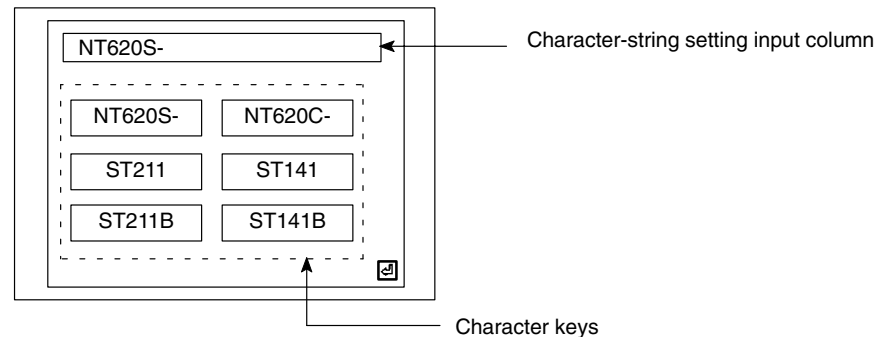 NT620S-
Character-string setting input column
NT620S- NT620C-
ST211 ST141
ST211B ST141B
Character keys